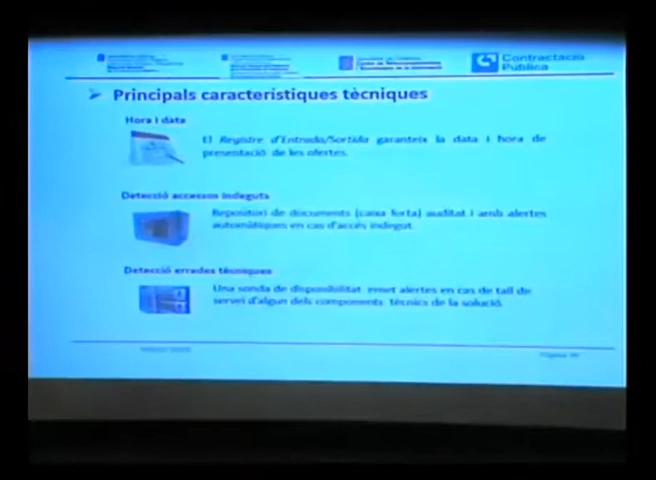 Contractació
Pública
Principals característiques tècniques
Hora i data
El Registre d'Entrada/Sortida garanteix la data i hora de
presentació de les ofertes.
Detecció accessos indeguts
Repositori de documents (caixa forta) auditat i amb alertes
automàtiques en cas d'accés indegut.
Detecció errades tècniques
Una sonda de disponibilitat emet alertes en cas de tall de
servei d'algun dels components tècnics de la solució.